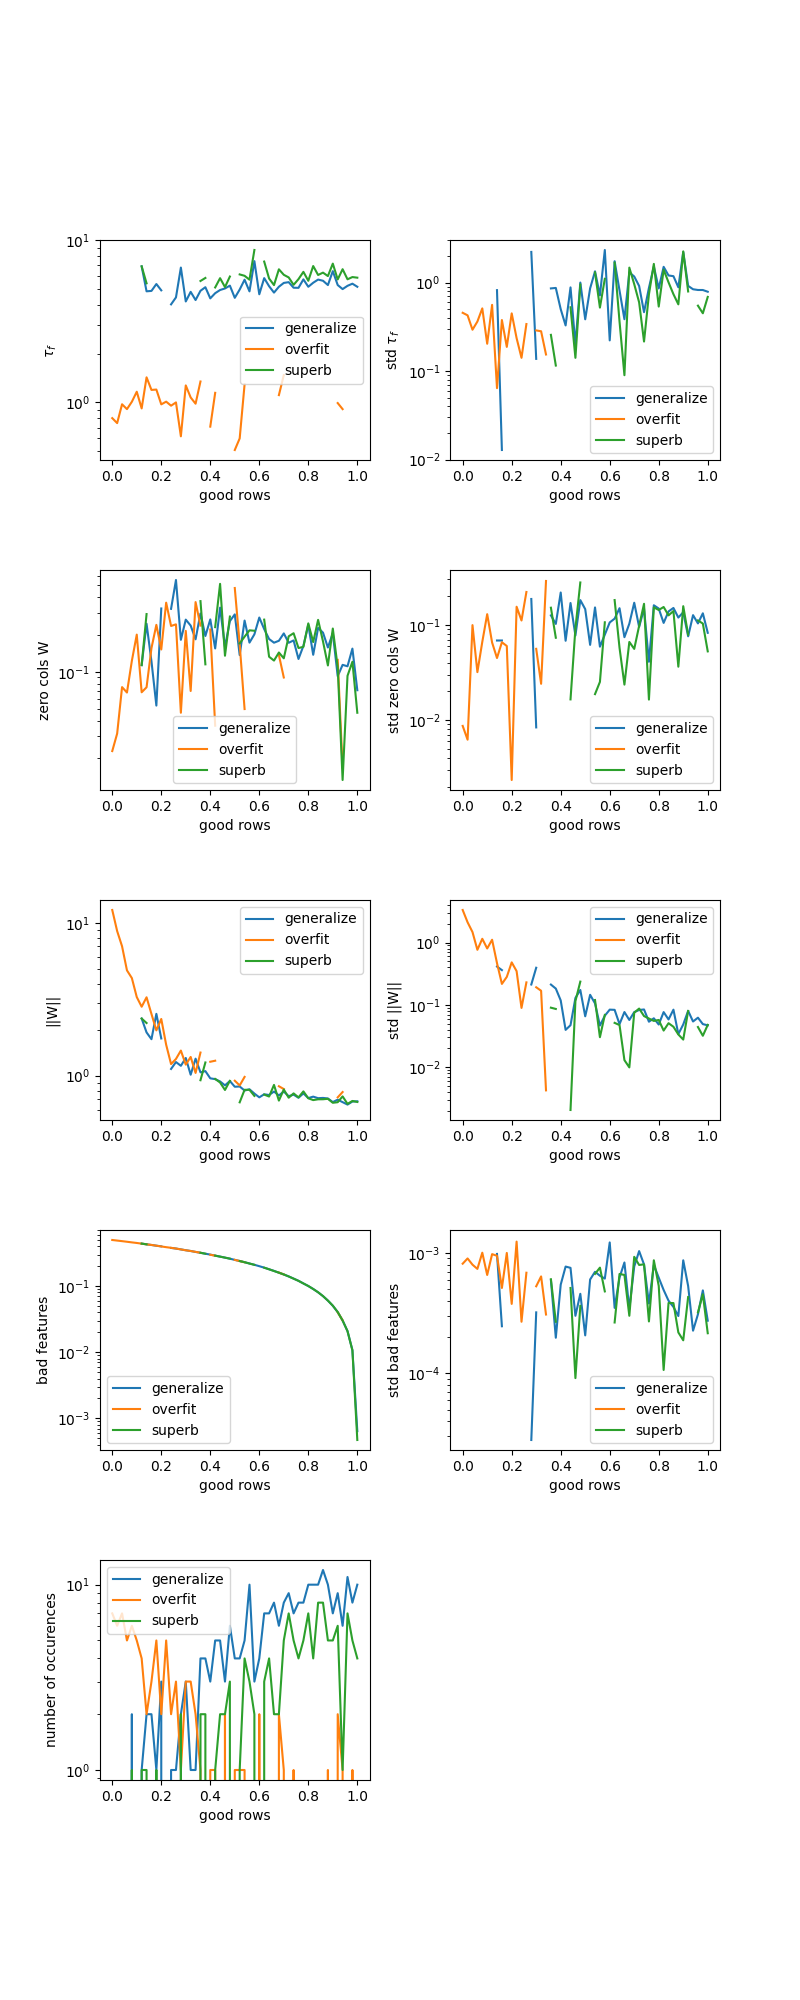 10^1
10^0
τ_f
generalize
overfit
superb
0.0 0.2 0.4 0.6 0.8 1.0
good rows
10^0
10^-1
10^-2
std τ_f
generalize
overfit
superb
0.0 0.2 0.4 0.6 0.8 1.0
good rows
10^-1
zero cols W
generalize
overfit
superb
0.0 0.2 0.4 0.6 0.8 1.0
good rows
10^-1
10^-2
std zero cols W
generalize
overfit
superb
0.0 0.2 0.4 0.6 0.8 1.0
good rows
10^1
10^0
||W||
generalize
overfit
superb
0.0 0.2 0.4 0.6 0.8 1.0
good rows
10^0
10^-1
10^-2
std ||W||
generalize
overfit
superb
0.0 0.2 0.4 0.6 0.8 1.0
good rows
10^-1
10^-2
10^-3
bad features
generalize
overfit
superb
0.0 0.2 0.4 0.6 0.8 1.0
good rows
10^-3
10^-4
std bad features
generalize
overfit
superb
0.0 0.2 0.4 0.6 0.8 1.0
good rows
10^1
10^0
number of occurences
generalize
overfit
superb
0.0 0.2 0.4 0.6 0.8 1.0
good rows